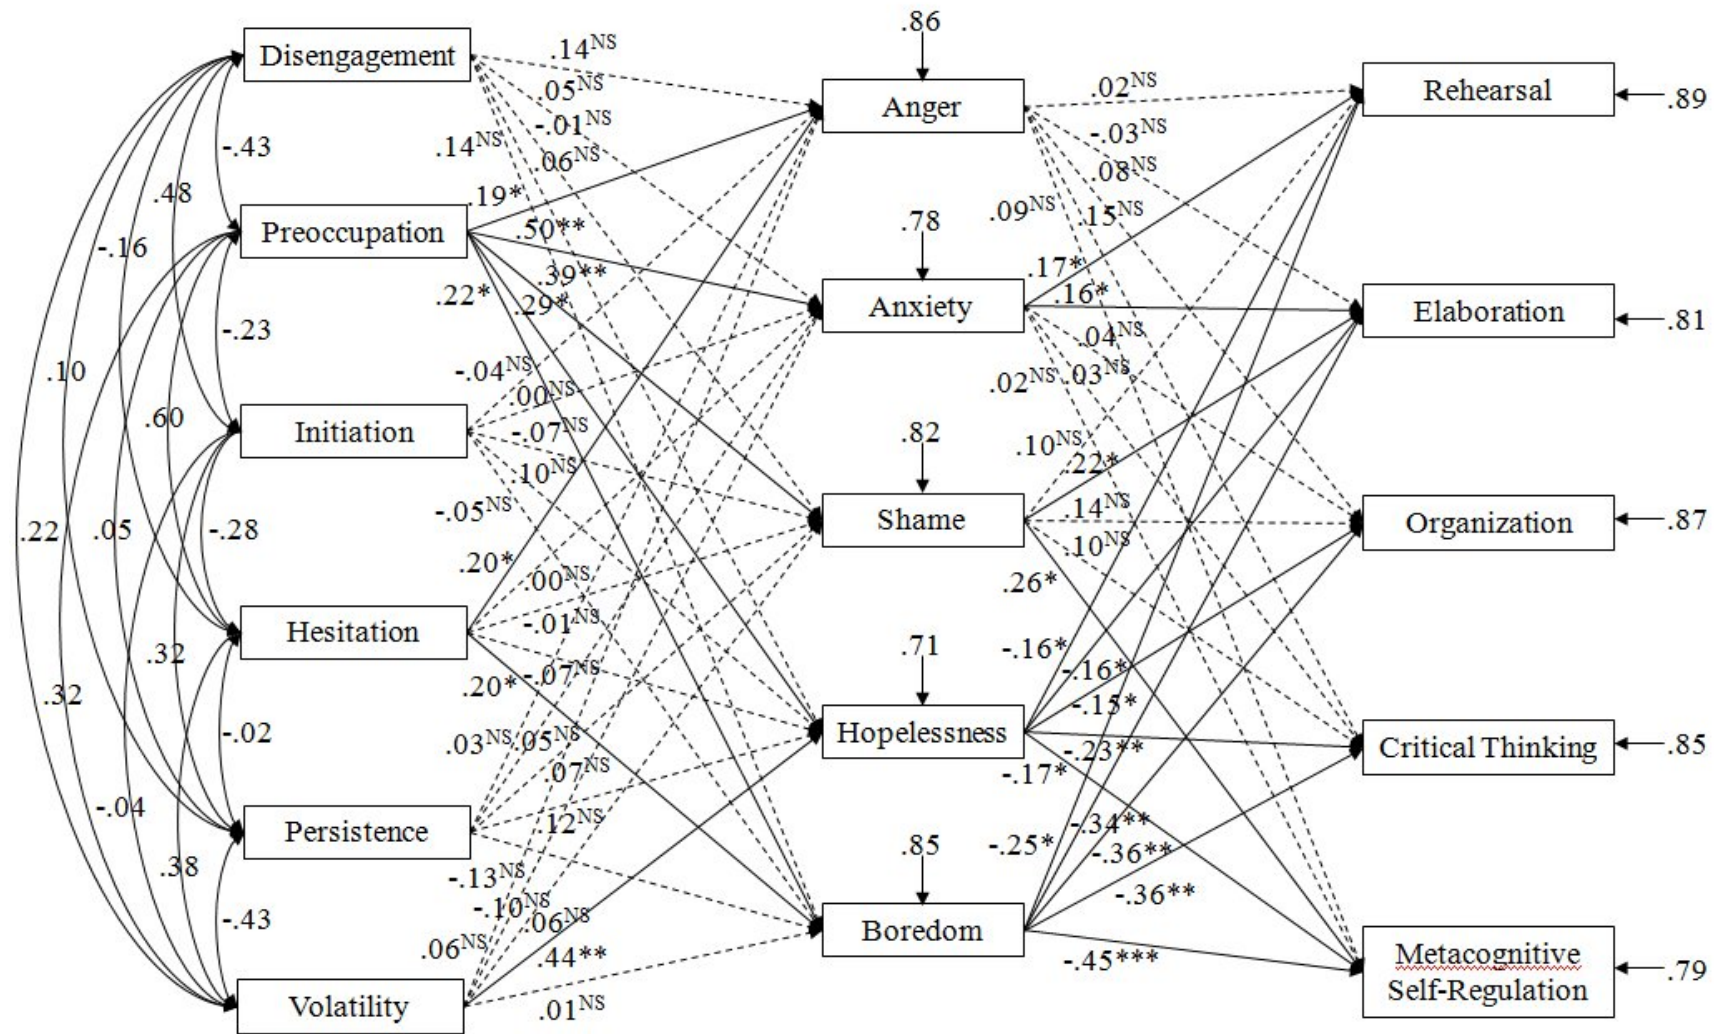 Disengagement
Preoccupation
Initiation
Hesitation
Persistence
Volatility
-.43
.48
-.16
-.23
.10
.60
.22
.05
-.28
.32
.32
-.02
-.04
.38
-.43
.14NS
.05NS
-.01NS
.14NS
.06NS
.19*
.50**
.39**
.22*
.29*
-.04NS
.00NS
-.07NS
.10NS
-.05NS
.20*
.00NS
-.01NS
-.07NS
.20*
.03NS
.05NS
.07NS
.12NS
-.13NS
-.10NS
.06NS
.06NS
.44**
.01NS
.86
Anger
.78
Anxiety
.82
Shame
.71
Hopelessness
.85
Boredom
.02NS
-.03NS
.08NS
.09NS
.15NS
.17*
.16*
.04NS
.02NS
.03NS
.10NS
.22*
.14NS
.10NS
.26*
-.16*
-.16*
-.15*
-.23**
-.17*
-.34**
-.25*
-.36**
-.36**
-.45***
Rehearsal
.89
Elaboration
.81
Organization
.87
Critical Thinking
.85
Metacognitive
Self-Regulation
.79